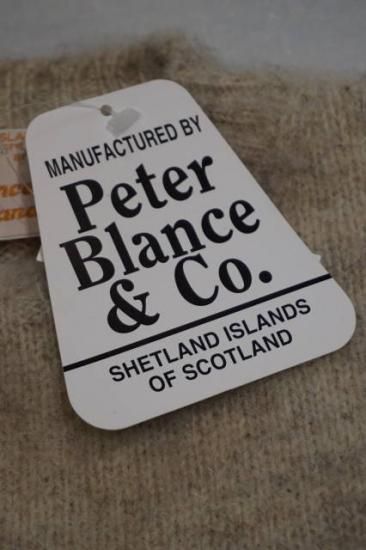 MANUFACTURED BY
Peter
Blance
& Co.
SHETLAND ISLANDS
OF SCOTLAND